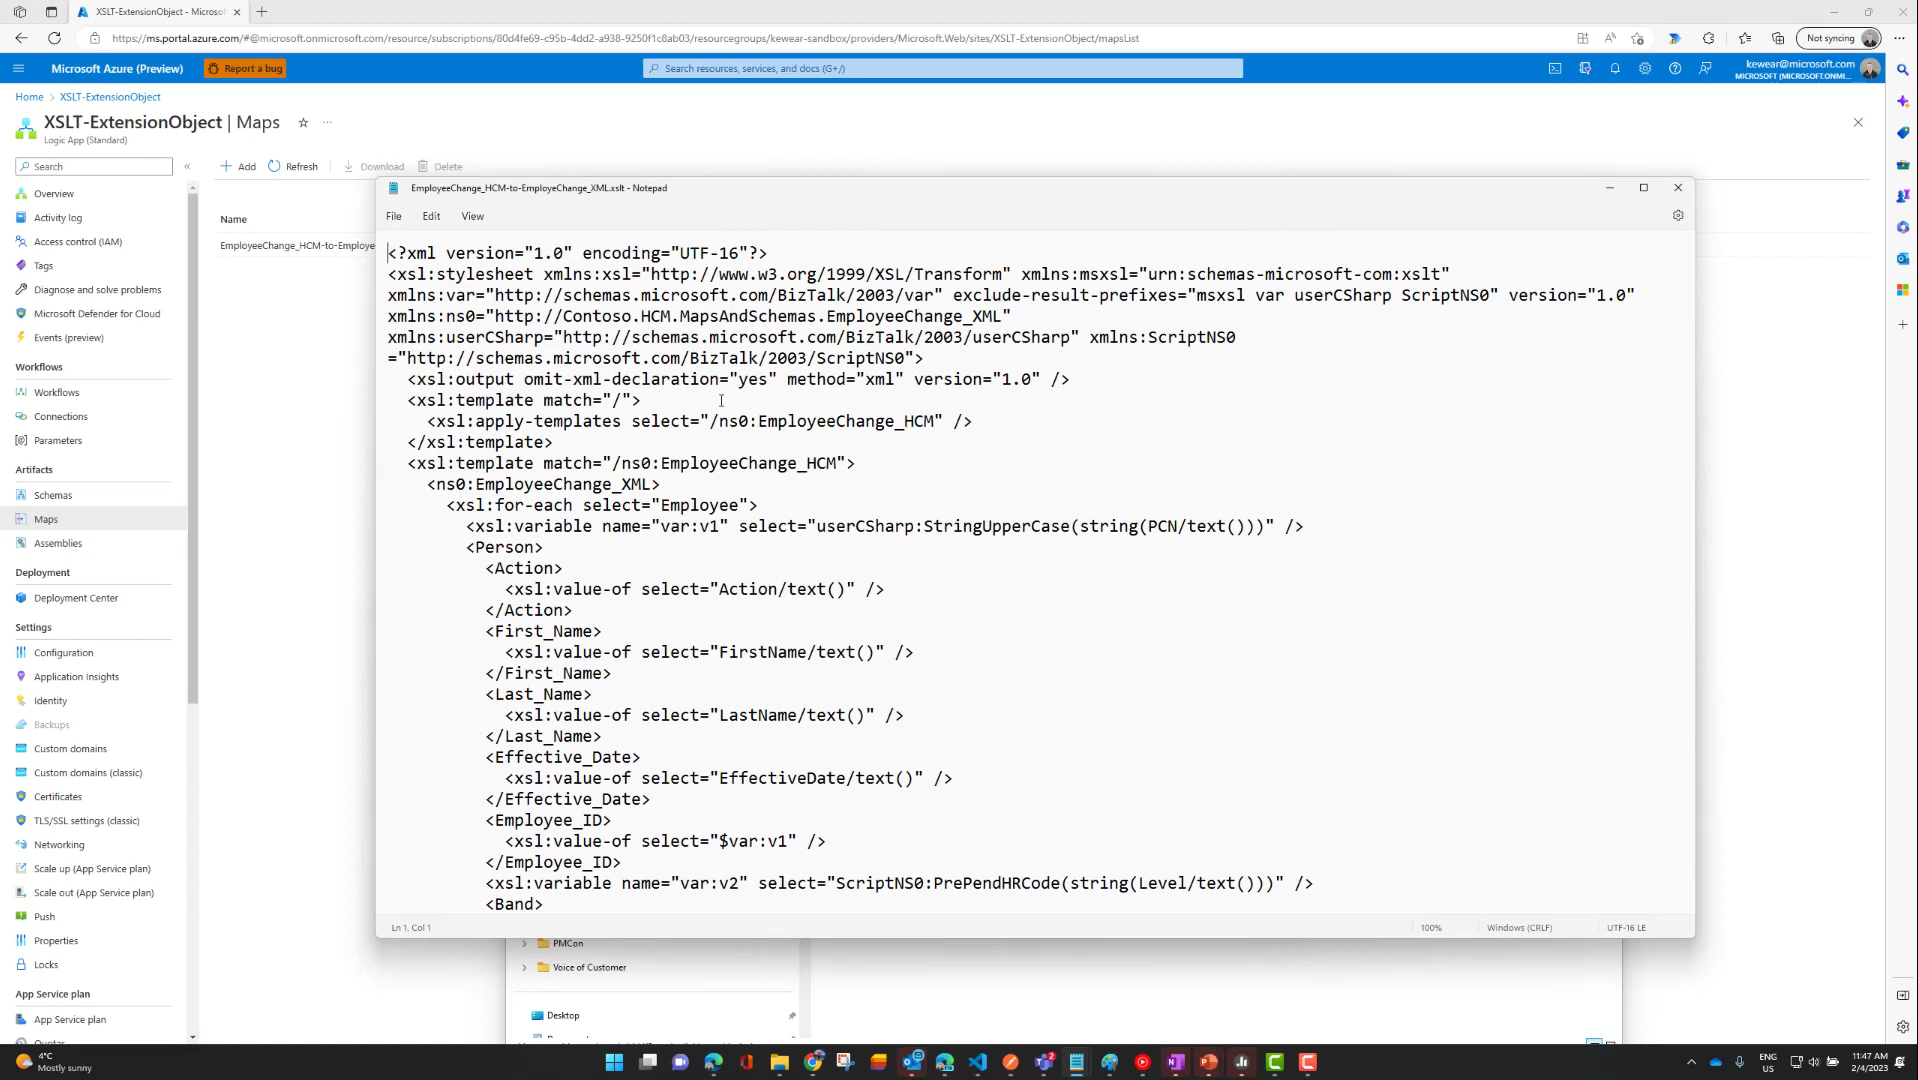 XSLT-ExtensionObject - Microsof
https://ms.portal.azure.com/#@microsoft.onmicrosoft.com/resource/subscriptions/80d4fe69-c95b-4dd2-a938-9250f1c8ab03/resourcegroups/kewear-sandbox/providers/Microsoft.Web/sites/XSLT-ExtensionObject/mapsList
Not syncing
Microsoft Azure (Preview)
Report a bug
Search resources, services, and docs (G+/)
kewear@microsoft.com
MICROSOFT (MICROSOFT.ONMI...
Home > XSLT-ExtensionObject
XSLT-ExtensionObject | Maps
Logic App (Standard)
Search
Add Refresh Download Delete
Overview
Activity log
Access control (IAM)
Tags
Diagnose and solve problems
Microsoft Defender for Cloud
Events (preview)
Workflows
Workflows
Connections
Parameters
Artifacts
Schemas
Maps
Assemblies
Deployment
Deployment Center
Settings
Configuration
Application Insights
Identity
Backups
Custom domains
Custom domains (classic)
Certificates
TLS/SSL settings (classic)
Networking
Scale up (App Service plan)
Scale out (App Service plan)
Push
Properties
Locks
App Service plan
App Service plan
Quotas
Name
EmployeeChange_HCM-to-Employe
EmployeeChange_HCM-to-EmployeChange_XML.xslt - Notepad
File Edit View
<?xml version="1.0" encoding="UTF-16"?>
<xsl:stylesheet xmlns:xsl="http://www.w3.org/1999/XSL/Transform" xmlns:msxsl="urn:schemas-microsoft-com:xslt"
xmlns:var="http://schemas.microsoft.com/BizTalk/2003/var" exclude-result-prefixes="msxsl var userCSharp ScriptNS0" version="1.0"
xmlns:ns0="http://Contoso.HCM.MapsAndSchemas.EmployeeChange_XML"
xmlns:userCSharp="http://schemas.microsoft.com/BizTalk/2003/userCSharp" xmlns:ScriptNS0
="http://schemas.microsoft.com/BizTalk/2003/ScriptNS0">
<xsl:output omit-xml-declaration="yes" method="xml" version="1.0" />
<xsl:template match="/">
<xsl:apply-templates select="/ns0:EmployeeChange_HCM" />
</xsl:template>
<xsl:template match="/ns0:EmployeeChange_HCM">
<ns0:EmployeeChange_XML>
<xsl:for-each select="Employee">
<xsl:variable name="var:v1" select="userCSharp:StringUpperCase(string(PCN/text()))" />
<Person>
<Action>
<xsl:value-of select="Action/text()" />
</Action>
<First_Name>
<xsl:value-of select="FirstName/text()" />
</First_Name>
<Last_Name>
<xsl:value-of select="LastName/text()" />
</Last_Name>
<Effective_Date>
<xsl:value-of select="EffectiveDate/text()" />
</Effective_Date>
<Employee_ID>
<xsl:value-of select="$var:v1" />
</Employee_ID>
<xsl:variable name="var:v2" select="ScriptNS0:PrePendHRCode(string(Level/text()))" />
<Band>
Ln 1, Col 1
100%
Windows (CRLF)
UTF-16 LE
PMCon
Voice of Customer
Desktop
4°C
Mostly sunny
ENG
US
11:47 AM
2/4/2023